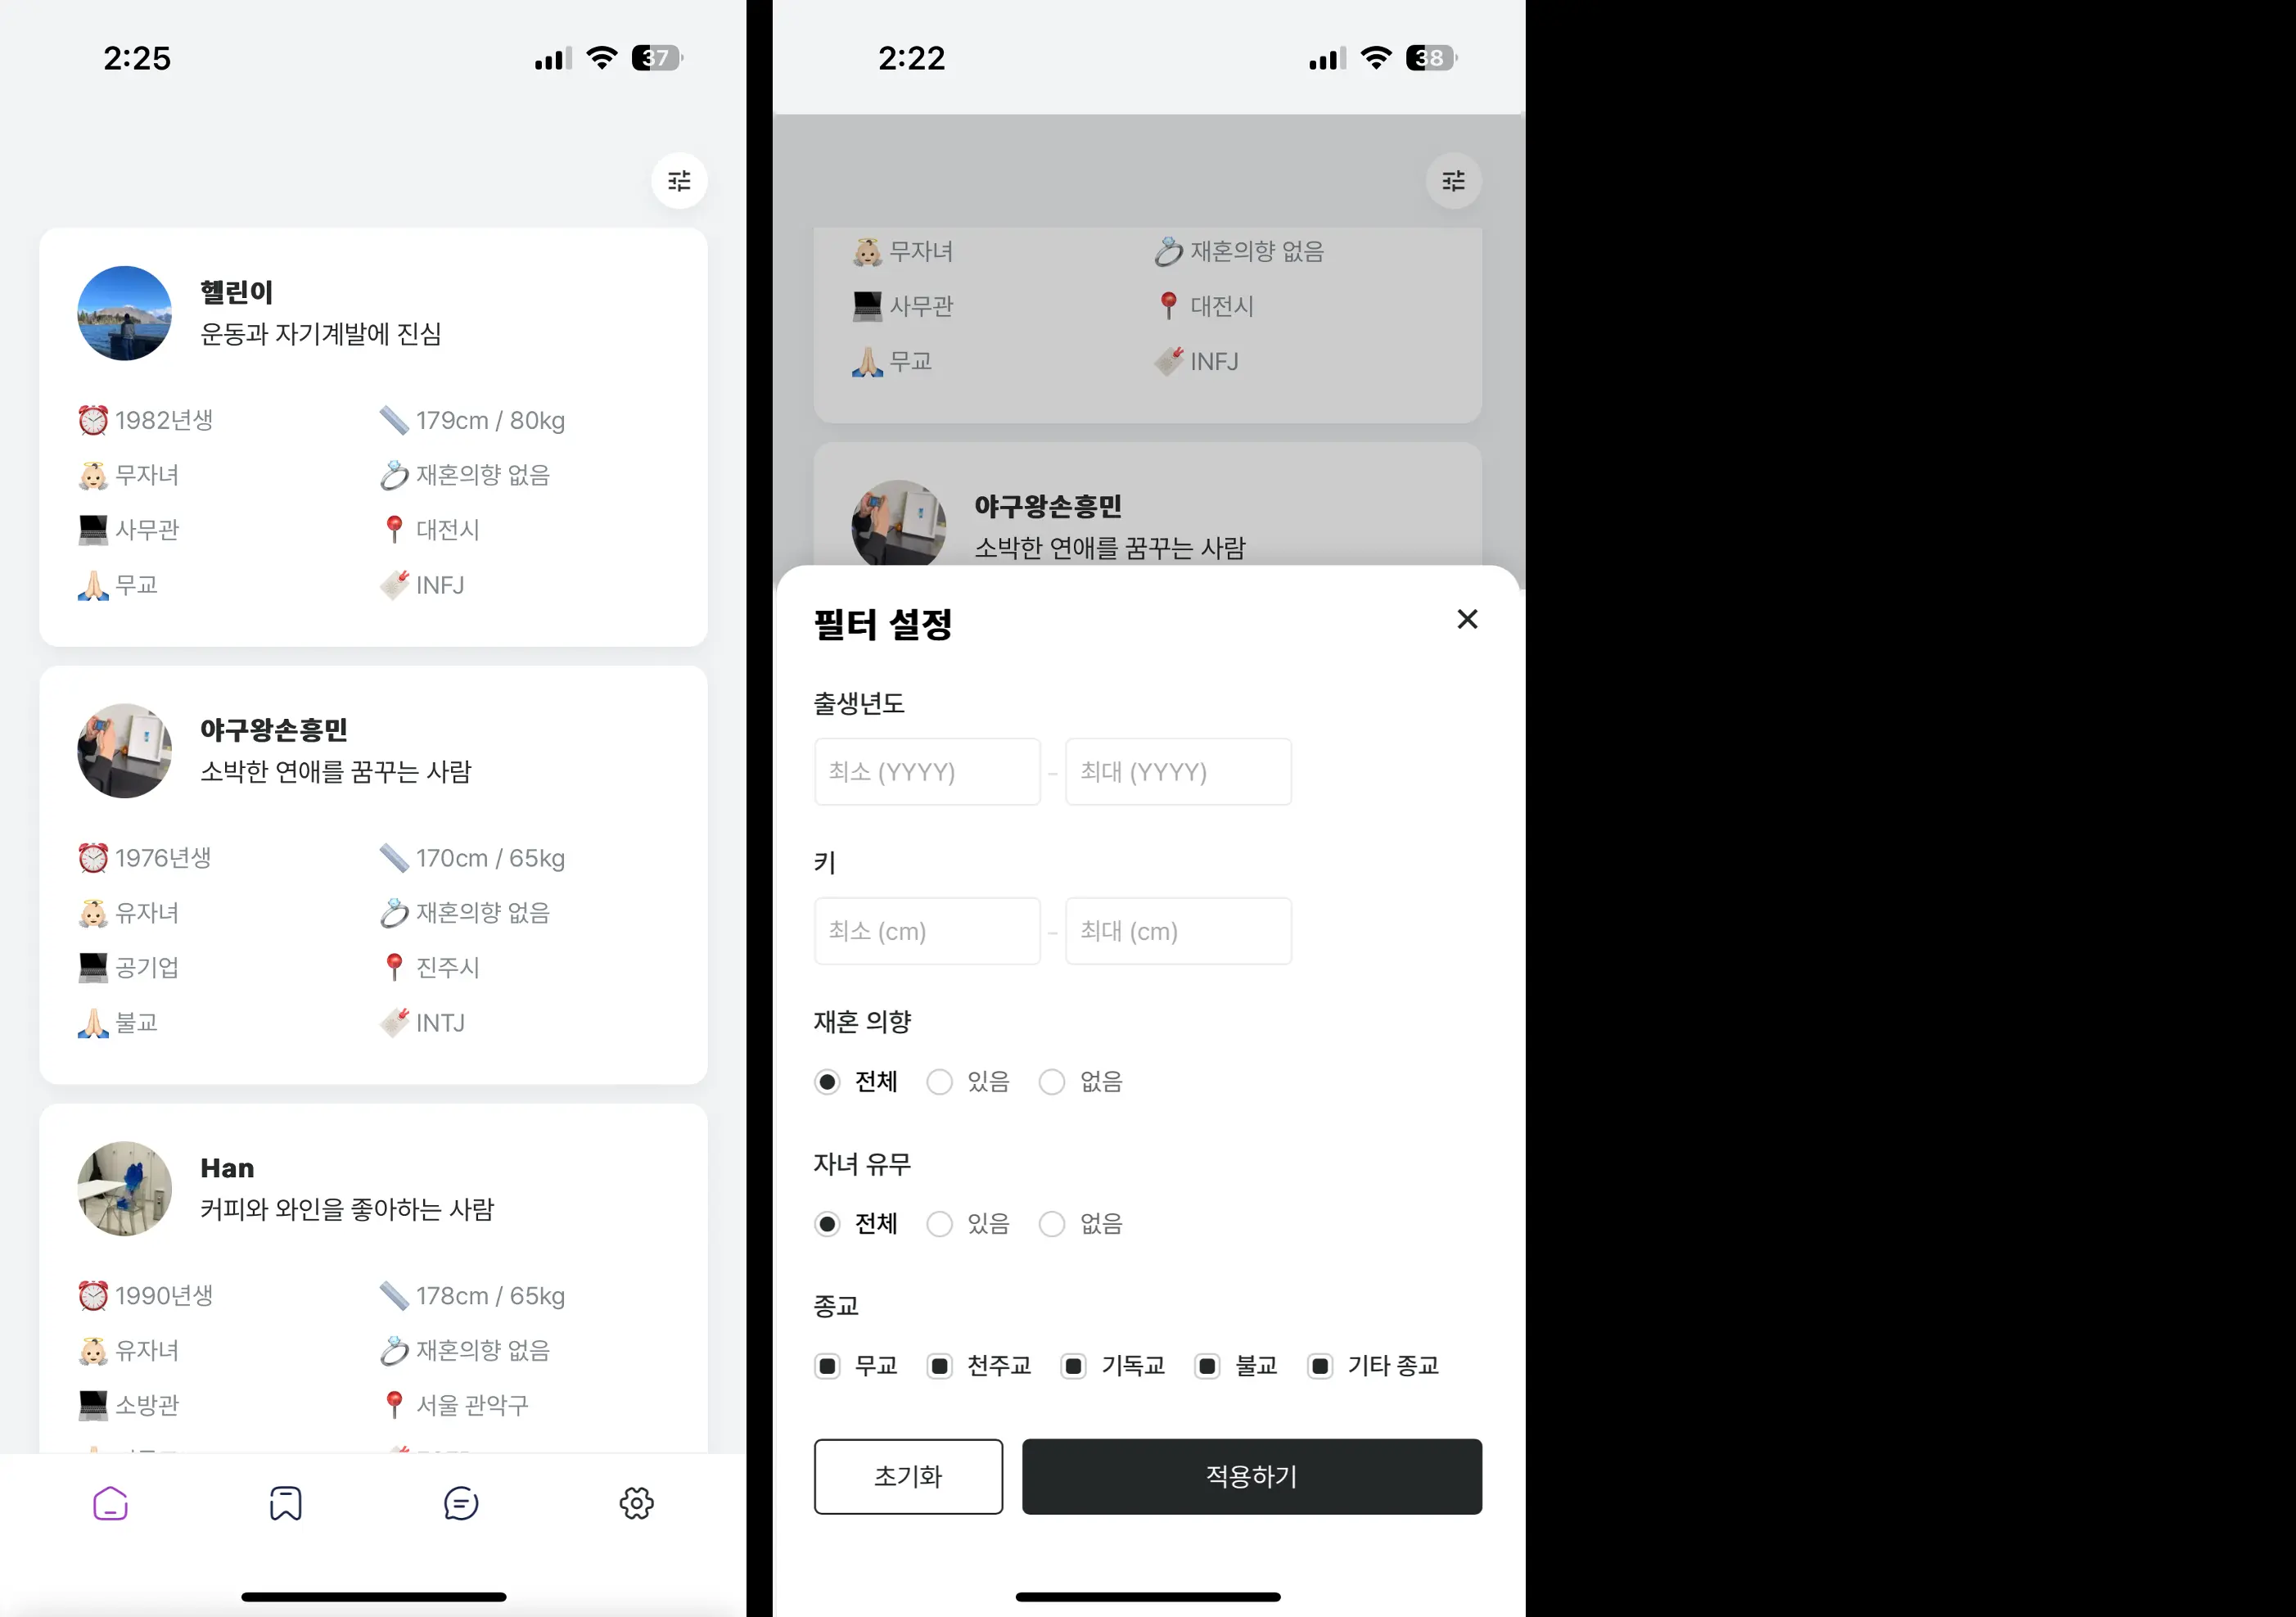 2:25
37
헬린이
운동과 자기계발에 진심
1982년생
179cm / 80kg
무자녀
재혼의향 없음
사무관
대전시
무교
INFJ
야구왕손흥민
소박한 연애를 꿈꾸는 사람
1976년생
170cm / 65kg
유자녀
재혼의향 없음
공기업
진주시
불교
INTJ
Han
커피와 와인을 좋아하는 사람
1990년생
178cm / 65kg
유자녀
재혼의향 없음
소방관
서울 관악구
2:22
38
무자녀
재혼의향 없음
사무관
대전시
무교
INFJ
야구왕손흥민
소박한 연애를 꿈꾸는 사람
필터 설정
출생년도
최소 (YYYY) - 최대 (YYYY)
키
최소 (cm) - 최대 (cm)
재혼 의향
전체 있음 없음
자녀 유무
전체 있음 없음
종교
무교 천주교 기독교 불교 기타 종교
초기화 적용하기